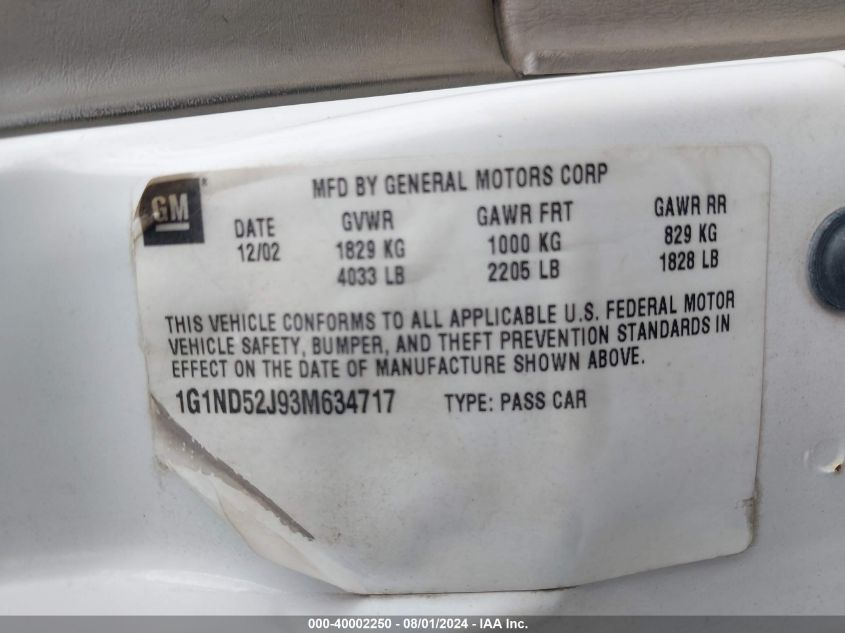 GM ®
MFD BY GENERAL MOTORS CORP
DATE GVWR GAWR FRT GAWR RR
12/02 1829 KG 1000 KG 829 KG
4033 LB 2205 LB 1828 LB
THIS VEHICLE CONFORMS TO ALL APPLICABLE U.S. FEDERAL MOTOR
VEHICLE SAFETY, BUMPER, AND THEFT PREVENTION STANDARDS IN
EFFECT ON THE DATE OF MANUFACTURE SHOWN ABOVE.
1G1ND52J93M634717 TYPE: PASS CAR
000-40002250 - 08/01/2024 - IAA Inc.